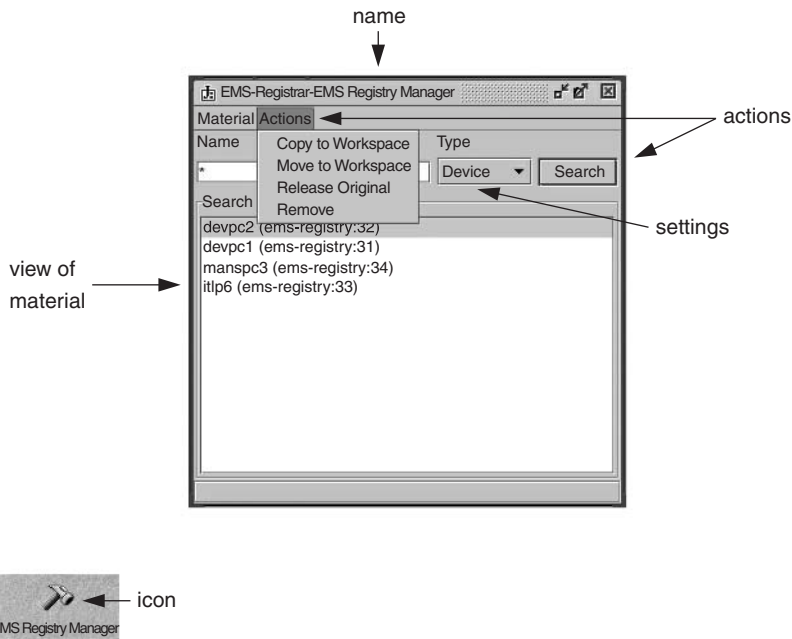 name
EMS-Registrar-EMS Registry Manager
Material Actions
actions
Name
Type
Copy to Workspace
Move to Workspace
Release Original
Remove
*
Device
Search
Search
settings
devpc2 (ems-registry:32)
devpc1 (ems-registry:31)
manspc3 (ems-registry:34)
itlp6 (ems-registry:33)
view of
material
icon
MS Registry Manager